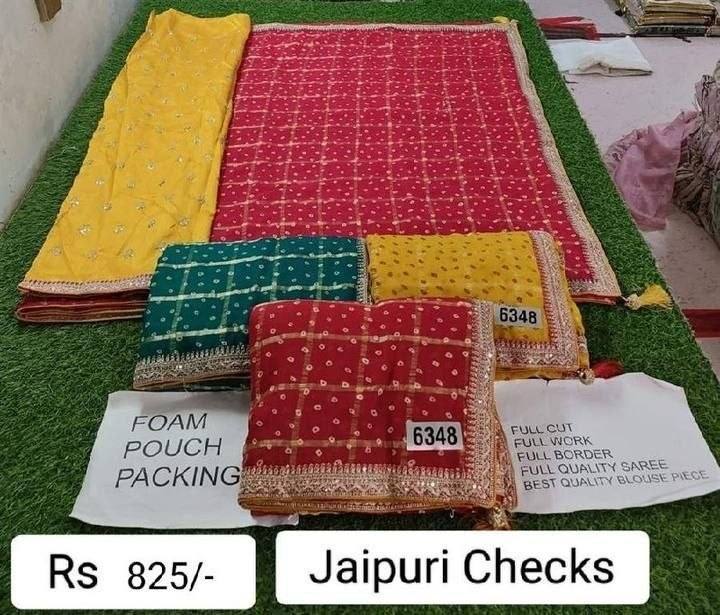 6348
6348
FOAM
POUCH
PACKING
FULL CUT
FULL WORK
FULL BORDER
FULL QUALITY SAREE
BEST QUALITY BLOUSE PIECE
Rs 825/-
Jaipuri Checks